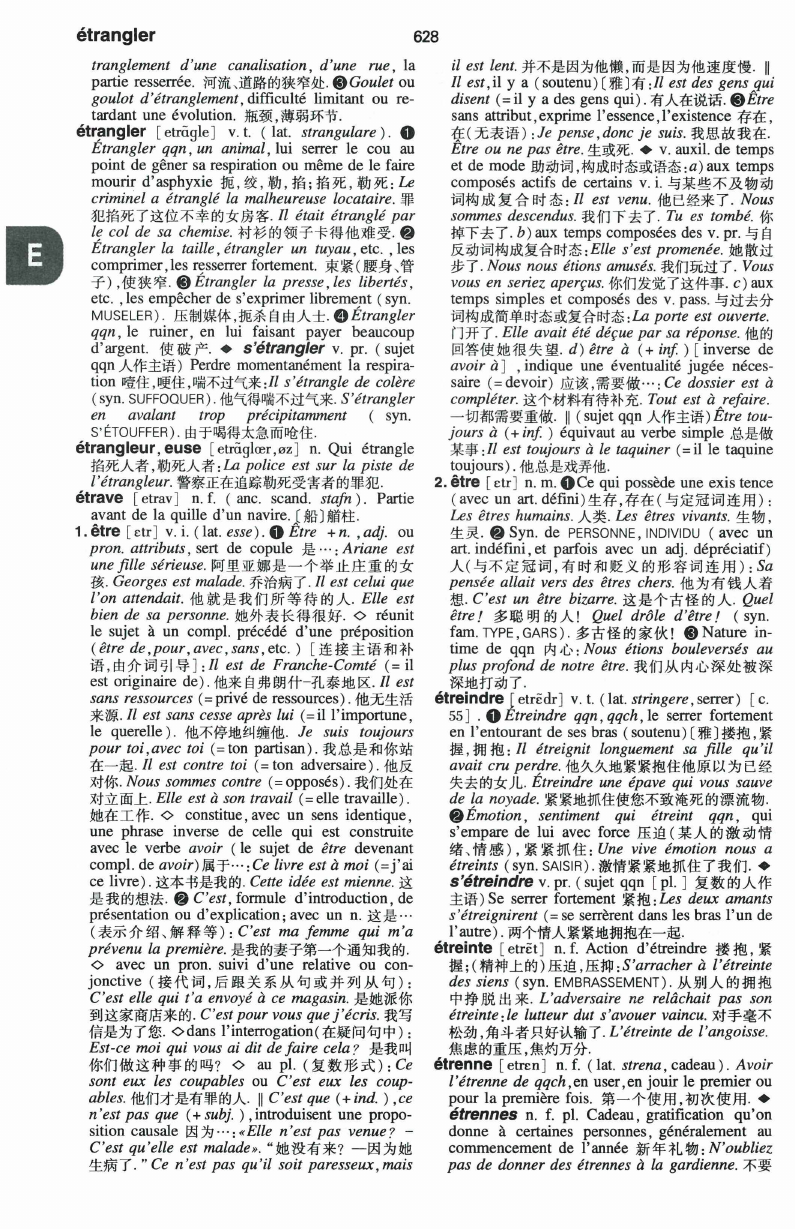 étrangler
628
tranglement d'une canalisation, d'une rue, la
partie resserrée. 河流、道路的狭窄处. ❸ Goulet ou
goulot d'étranglement, difficulté limitant ou re-
tardant une évolution. 瓶颈,薄弱环节.
étrangler [etrɑ̃gle] v. t. ( lat. strangulare). ❶
Étrangler qqn, un animal, lui serrer le cou au
point de gêner sa respiration ou même de le faire
mourir d'asphyxie 扼,绞,勒,掐;掐死,勒死: Le
criminel a étranglé la malheureuse locataire. 罪
犯掐死了这位不幸的女房客. Il était étranglé par
le col de sa chemise. 衬衫的领子卡得他难受. ❷
Étrangler la taille, étrangler un tuyau, etc. , les
comprimer, les resserrer fortement. 束紧(腰身、管
子),使狭窄. ❸ Étrangler la presse, les libertés,
etc. , les empêcher de s'exprimer librement ( syn.
MUSELER). 压制媒体,扼杀自由人士. ❹ Étrangler
qqn, le ruiner, en lui faisant payer beaucoup
d'argent. 使破产. ◆ s'étrangler v. pr. ( sujet
qqn 人作主语) Perdre momentanément la respira-
tion 噎住,哽住,喘不过气来: Il s'étrangle de colère
( syn. SUFFOQUER). 他气得喘不过气来. S'étrangler
en avalant trop précipitamment ( syn.
S'ÉTOUFFER). 由于喝得太急而呛住.
étrangleur, euse [etrɑ̃glœr,øz] n. Qui étrangle
掐死人者,勒死人者: La police est sur la piste de
l'étrangleur. 警察正在追踪勒死受害者的罪犯.
étrave [etrav] n. f. ( anc. scand. stafn). Partie
avant de la quille d'un navire. [船]艏柱.
1. être [ɛtr] v. i. ( lat. esse). ❶ Être +n. ,adj. ou
pron. attributs, sert de copule 是…: Ariane est
une fille sérieuse. 阿里亚娜是一个举止庄重的女
孩. Georges est malade. 乔治病了. Il est celui que
l'on attendait. 他就是我们所等待的人. Elle est
bien de sa personne. 她外表长得很好. ◇ réunit
le sujet à un compl. précédé d'une préposition
( être de, pour, avec, sans, etc. ) [连接主语和补
语,由介词引导]: Il est de Franche-Comté (= il
est originaire de). 他来自弗朗什–孔泰地区. Il est
sans ressources (= privé de ressources). 他无生活
来源. Il est sans cesse après lui (=il l'importune,
le querelle). 他不停地纠缠他. Je suis toujours
pour toi, avec toi (= ton partisan). 我总是和你站
在一起. Il est contre toi (= ton adversaire). 他反
对你. Nous sommes contre (= opposés). 我们处在
对立面上. Elle est à son travail (=elle travaille).
她在工作. ◇ constitue, avec un sens identique,
une phrase inverse de celle qui est construite
avec le verbe avoir ( le sujet de être devenant
compl. de avoir) 属于…: Ce livre est à moi (=j'ai
ce livre). 这本书是我的. Cette idée est mienne. 这
是我的想法. ❷ C'est, formule d'introduction, de
présentation ou d'explication; avec un n. 这是…
(表示介绍、解释等): C'est ma femme qui m'a
prévenu la première. 是我的妻子第一个通知我的.
◇ avec un pron. suivi d'une relative ou con-
jonctive (接代词,后跟关系从句或并列从句):
C'est elle qui t'a envoyé à ce magasin. 是她派你
到这家商店来的. C'est pour vous que j'écris. 我写
信是为了您. ◇ dans l'interrogation(在疑问句中):
Est-ce moi qui vous ai dit de faire cela? 是我叫
你们做这种事的吗? ◇ au pl. (复数形式): Ce
sont eux les coupables ou C'est eux les coup-
ables. 他们才是有罪的人. ‖ C'est que (+ ind. ) ,ce
n'est pas que (+ subj. ) ,introduisent une propo-
sition causale 因为…: «Elle n'est pas venue? –
C'est qu'elle est malade». “她没有来? —因为她
生病了.” Ce n'est pas qu'il soit paresseux, mais
E
il est lent. 并不是因为他懒,而是因为他速度慢. ‖
Il est, il y a (soutenu) [雅]有: Il est des gens qui
disent (= il y a des gens qui). 有人在说话. ❸ Être
sans attribut, exprime l'essence, l'existence 存在,
在(无表语): Je pense, donc je suis. 我思故我在.
Être ou ne pas être. 生或死. ◆ v. auxil. de temps
et de mode 助动词,构成时态或语态: a) aux temps
composés actifs de certains v. i. 与某些不及物动
词构成复合时态: Il est venu. 他已经来了. Nous
sommes descendus. 我们下去了. Tu es tombé. 你
掉下去了. b) aux temps composées des v. pr. 与自
反动词构成复合时态: Elle s'est promenée. 她散过
步了. Nous nous étions amusés. 我们玩过了. Vous
vous en seriez aperçus. 你们发觉了这件事. c) aux
temps simples et composés des v. pass. 与过去分
词构成简单时态或复合时态: La porte est ouverte.
门开了. Elle avait été déçue par sa réponse. 他的
回答使她很失望. d) être à (+ inf. ) [inverse de
avoir à] , indique une éventualité jugée néces-
saire (= devoir) 应该,需要做…: Ce dossier est à
compléter. 这个材料有待补充. Tout est à refaire.
一切都需要重做. ‖ (sujet qqn 人作主语) Être tou-
jours à (+ inf. ) équivaut au verbe simple 总是做
某事: Il est toujours à le taquiner (= il le taquine
toujours). 他总是戏弄他.
2. être [ɛtr] n. m. ❶ Ce qui possède une exis tence
( avec un art. défini) 生存,存在(与定冠词连用):
Les êtres humains. 人类. Les êtres vivants. 生物,
生灵. ❷ Syn. de PERSONNE, INDIVIDU ( avec un
art. indéfini, et parfois avec un adj. dépréciatif)
人(与不定冠词,有时和贬义的形容词连用): Sa
pensée allait vers des êtres chers. 他为有钱人着
想. C'est un être bizarre. 这是个古怪的人. Quel
être! 多聪明的人! Quel drôle d'être! ( syn.
fam. TYPE, GARS). 多古怪的家伙! ❸ Nature in-
time de qqn 内心: Nous étions bouleversés au
plus profond de notre être. 我们从内心深处被深
深地打动了.
étreindre [etrɛ̃dr] v. t. ( lat. stringere, serrer) [c.
55] . ❶ Étreindre qqn, qqch, le serrer fortement
en l'entourant de ses bras (soutenu) [雅]搂抱,紧
握,拥抱: Il étreignit longuement sa fille qu'il
avait cru perdre. 他久久地紧紧抱住他原以为已经
失去的女儿. Étreindre une épave qui vous sauve
de la noyade. 紧紧地抓住使您不致淹死的漂流物.
❷ Émotion, sentiment qui étreint qqn, qui
s'empare de lui avec force 压迫(某人的激动情
绪、情感),紧紧抓住: Une vive émotion nous a
étreints ( syn. SAISIR). 激情紧紧地抓住了我们. ◆
s'étreindre v. pr. ( sujet qqn [pl. ] 复数的人作
主语) Se serrer fortement 紧抱: Les deux amants
s'étreignirent (= se serrèrent dans les bras l'un de
l'autre). 两个情人紧紧地拥抱在一起.
étreinte [etrɛ̃t] n. f. Action d'étreindre 搂抱,紧
握;(精神上的)压迫,压抑: S'arracher à l'étreinte
des siens ( syn. EMBRASSEMENT). 从别人的拥抱
中挣脱出来. L'adversaire ne relâchait pas son
étreinte: le lutteur dut s'avouer vaincu. 对手毫不
松劲,角斗者只好认输了. L'étreinte de l'angoisse.
焦虑的重压,焦灼万分.
étrenne [etrɛn] n. f. ( lat. strena, cadeau). Avoir
l'étrenne de qqch, en user, en jouir le premier ou
pour la première fois. 第一个使用,初次使用. ◆
étrennes n. f. pl. Cadeau, gratification qu'on
donne à certaines personnes, généralement au
commencement de l'année 新年礼物: N'oubliez
pas de donner des étrennes à la gardienne. 不要